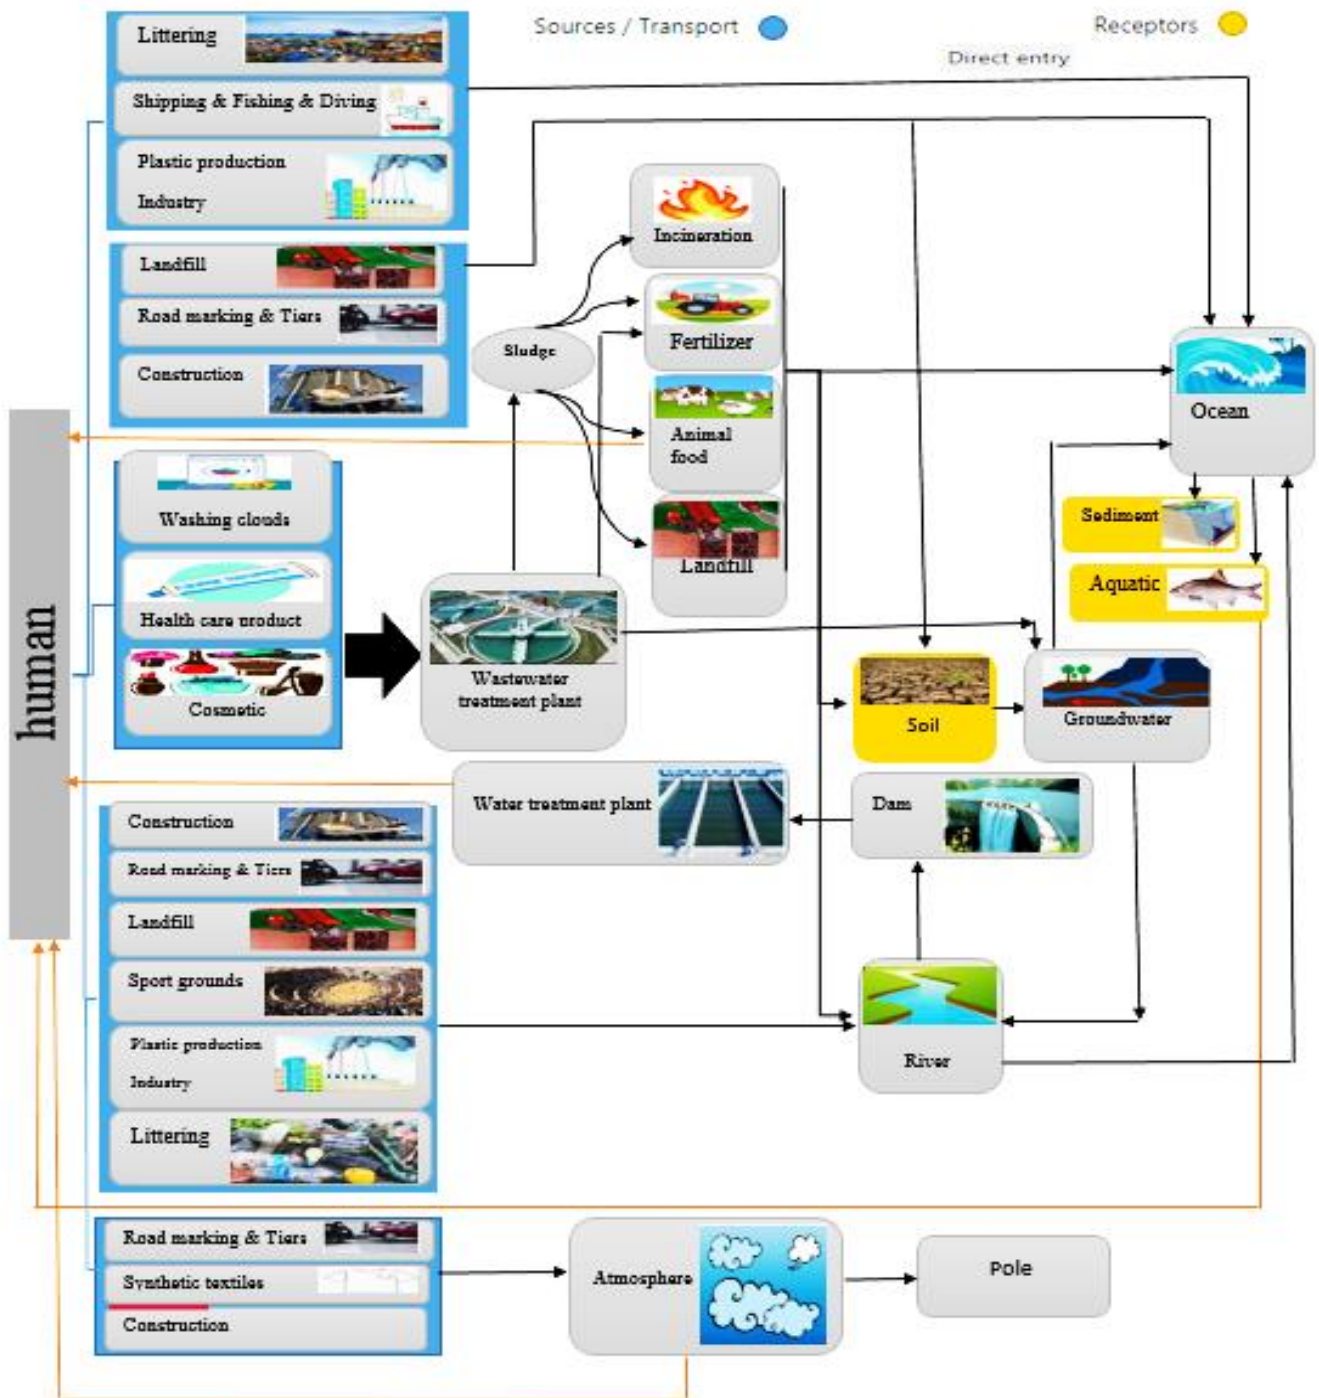 Sources / Transport
Receptors
Direct entry
Littering
Shipping & Fishing & Diving
Plastic production
Industry
Landfill
Road marking & Tiers
Construction
Incineration
Fertilizer
Sludge
Animal
food
Landfill
Ocean
Sediment
Aquatic
human
Washing clouds
Health care product
Cosmetic
Wastewater
treatment plant
Soil
Groundwater
Water treatment plant
Dam
Construction
Road marking & Tiers
Landfill
Sport grounds
Plastic production
Industry
Littering
River
Road marking & Tiers
Synthetic textiles
Construction
Atmosphere
Pole